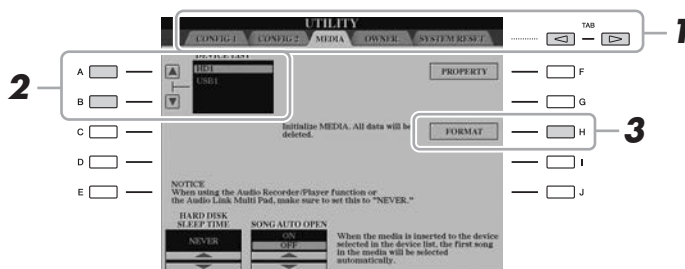 UTILITY
CONFIG 1 CONFIG 2 MEDIA OWNER SYSTEM RESET
TAB
1
DEVICE LIST
HD1
USB1
PROPERTY
A
B
C
D
E
F
G
H
I
J
2
3
Initialize MEDIA. All data will be
deleted.
FORMAT
NOTICE
When using the Audio Recorder/Player function or
the Audio Link Multi Pad, make sure to set this to "NEVER."
HARD DISK
SLEEP TIME
NEVER
SONG AUTO OPEN
ON
OFF
When the media is inserted to the device
selected in the device list, the first song
in the media will be selected
automatically.